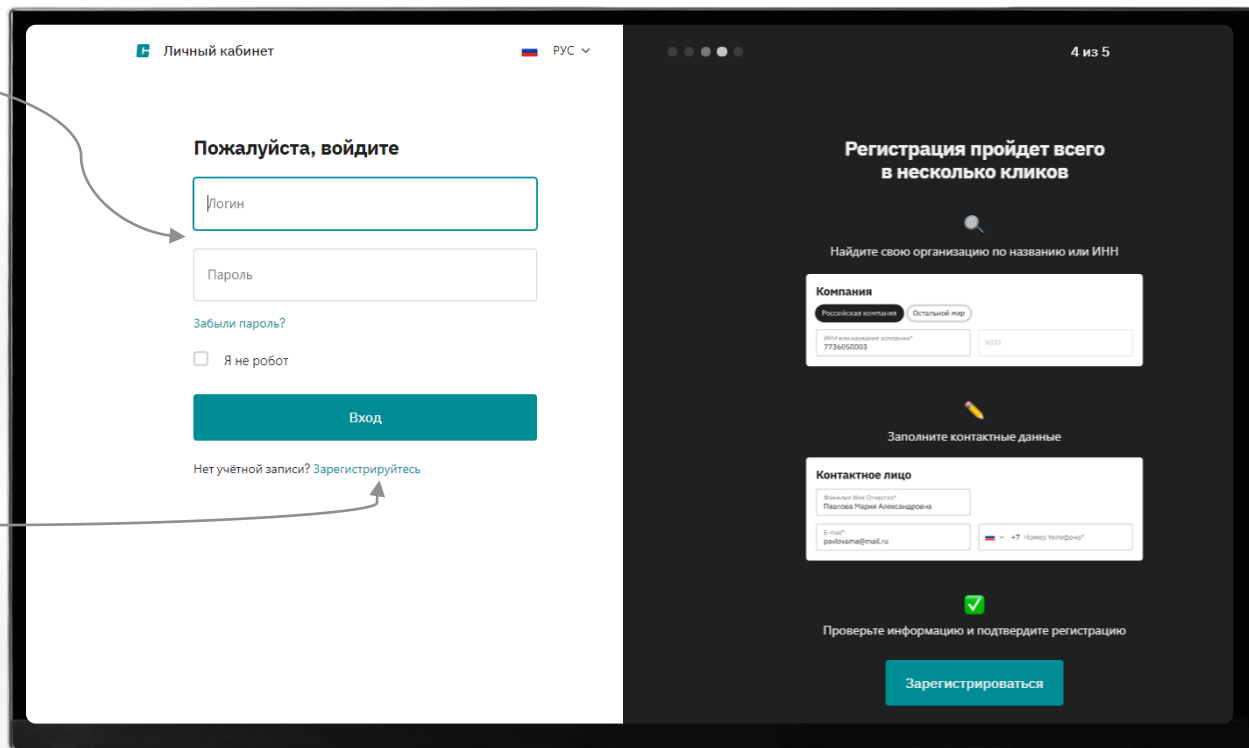 Личный кабинет
РУС
Пожалуйста, войдите
Логин
Пароль
Забыли пароль?
Я не робот
Вход
Нет учётной записи? Зарегистрируйтесь
4 из 5
Регистрация пройдет всего
в несколько кликов
Найдите свою организацию по названию или ИНН
Компания
Российская компания
Остальной мир
ИНН или название компании*
7736050003
КПП
Заполните контактные данные
Контактное лицо
Фамилия Имя Отчество*
Павлова Мария Александровна
E-mail*
pavlovama@mail.ru
+7 Номер телефона*
Проверьте информацию и подтвердите регистрацию
Зарегистрироваться